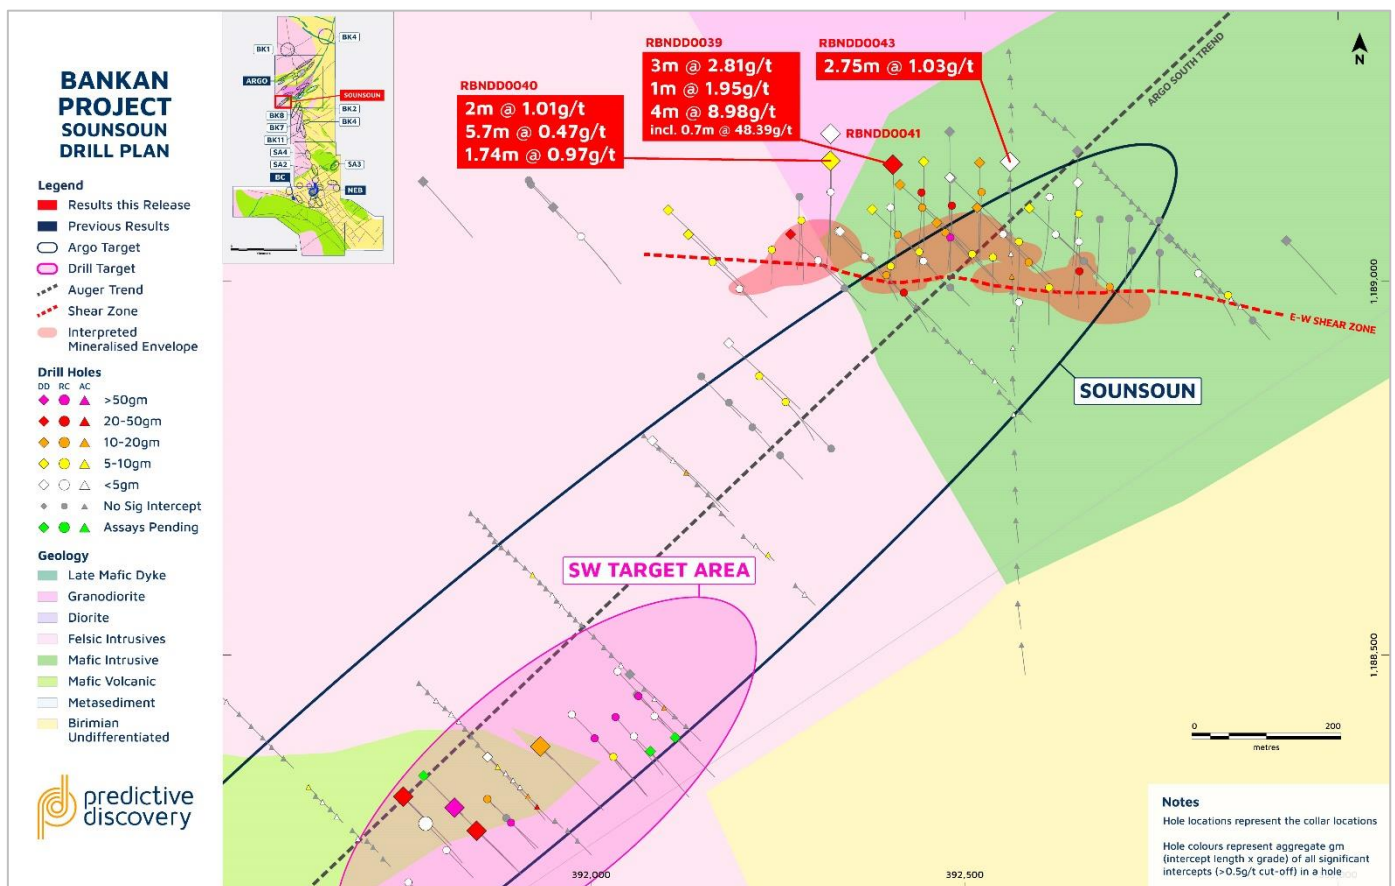 BANKAN
PROJECT
SOUNSOUN
DRILL PLAN
Legend
Results this Release
Previous Results
Argo Target
Drill Target
Auger Trend
Shear Zone
Interpreted
Mineralised Envelope
Drill Holes
DD RC AC
>50gm
20-50gm
10-20gm
5-10gm
<5gm
No Sig Intercept
Assays Pending
Geology
Late Mafic Dyke
Granodiorite
Diorite
Felsic Intrusives
Mafic Intrusive
Mafic Volcanic
Metasediment
Birimian
Undifferentiated
predictive
discovery
BK1
BK4
ARGO
SOUNSOUN
BK8
BK2
BK7
BK4
BK11
SA4
SA2
SA3
BC
NEB
RBNDD0040
2m @ 1.01g/t
5.7m @ 0.47g/t
1.74m @ 0.97g/t
RBNDD0039
3m @ 2.81g/t
1m @ 1.95g/t
4m @ 8.98g/t
incl. 0.7m @ 48.39g/t
RBNDD0043
2.75m @ 1.03g/t
RBNDD0041
ARGO SOUTH TREND
N
1,189,000
E-W SHEAR ZONE
SOUNSOUN
SW TARGET AREA
1,188,500
0 200
metres
392,000
392,500
Notes
Hole locations represent the collar locations
Hole colours represent aggregate gm
(intercept length x grade) of all significant
intercepts (>0.5g/t cut-off) in a hole